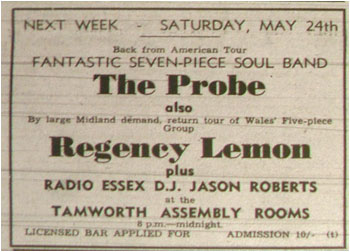 NEXT WEEK - SATURDAY, MAY 24th
Back from American Tour
FANTASTIC SEVEN-PIECE SOUL BAND
The Probe
also
By large Midland demand, return tour of Wales' Five-piece
Group
Regency Lemon
plus
RADIO ESSEX D.J. JASON ROBERTS
at the
TAMWORTH ASSEMBLY ROOMS
8 p.m.—midnight.
LICENSED BAR APPLIED FOR ADMISSION 10/- (t)